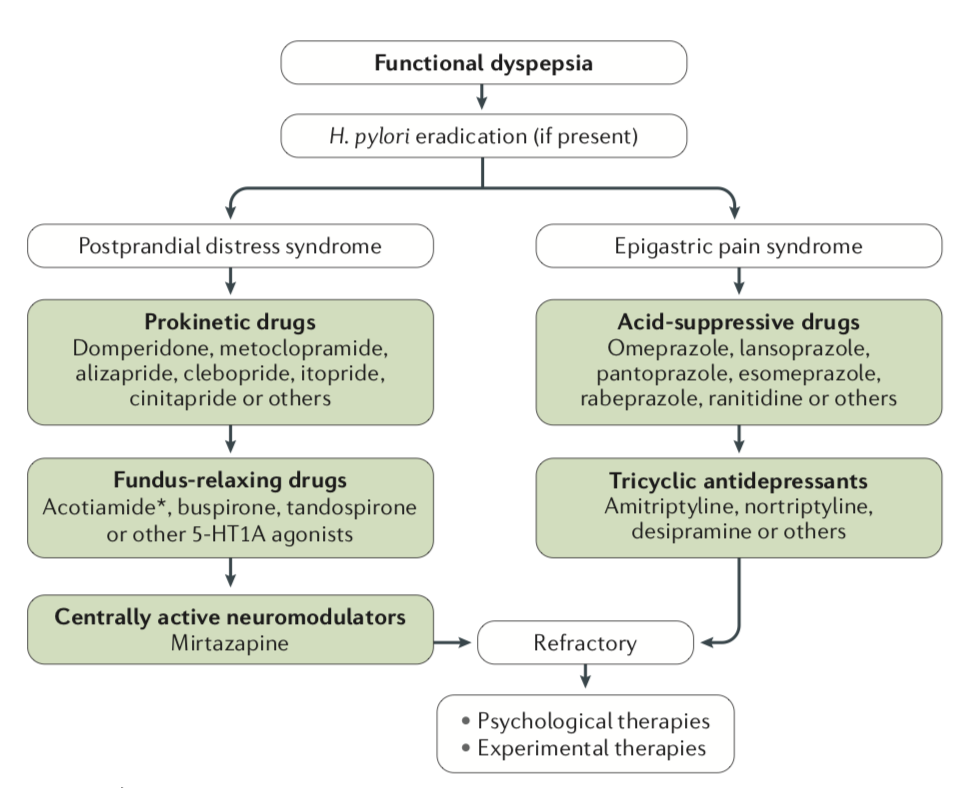 Functional dyspepsia
H. pylori eradication (if present)
Postprandial distress syndrome
Epigastric pain syndrome
Prokinetic drugs
Domperidone, metoclopramide,
alizapride, clebopride, itopride,
cinitapride or others
Acid-suppressive drugs
Omeprazole, lansoprazole,
pantoprazole, esomeprazole,
rabeprazole, ranitidine or others
Fundus-relaxing drugs
Acotiamide*, buspirone, tandospirone
or other 5-HT1A agonists
Tricyclic antidepressants
Amitriptyline, nortriptyline,
desipramine or others
Centrally active neuromodulators
Mirtazapine
Refractory
• Psychological therapies
• Experimental therapies